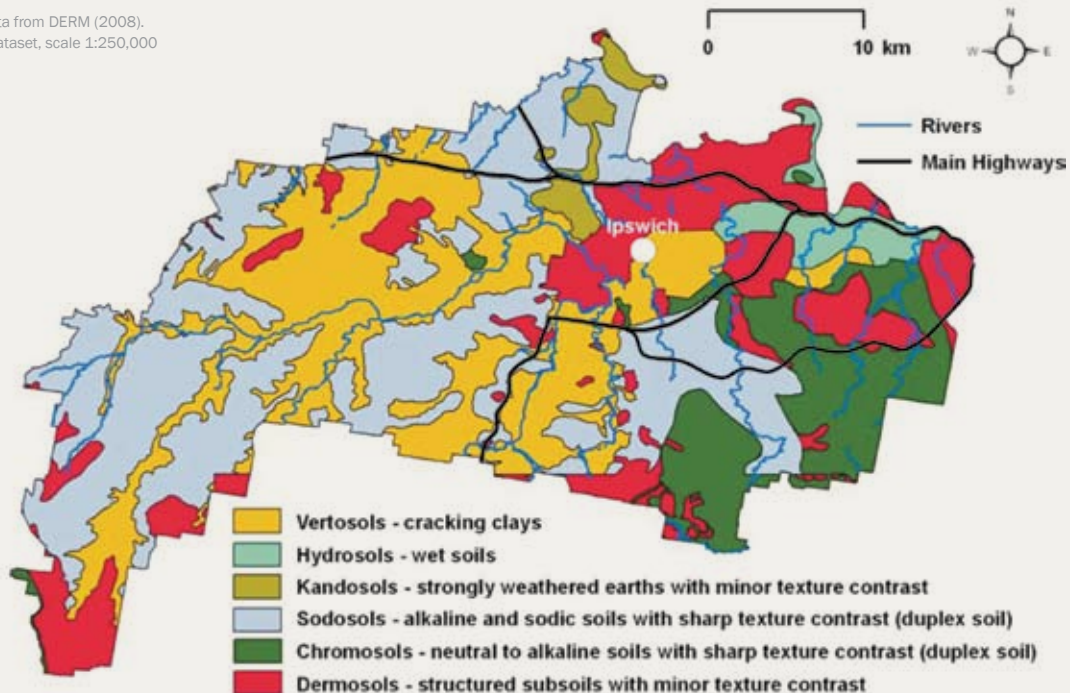 ta from DERM (2008).
ataset, scale 1:250,000
0 10 km
N
W E
S
Rivers
Main Highways
Ipswich
Vertosols - cracking clays
Hydrosols - wet soils
Kandosols - strongly weathered earths with minor texture contrast
Sodosols - alkaline and sodic soils with sharp texture contrast (duplex soil)
Chromosols - neutral to alkaline soils with sharp texture contrast (duplex soil)
Dermosols - structured subsoils with minor texture contrast